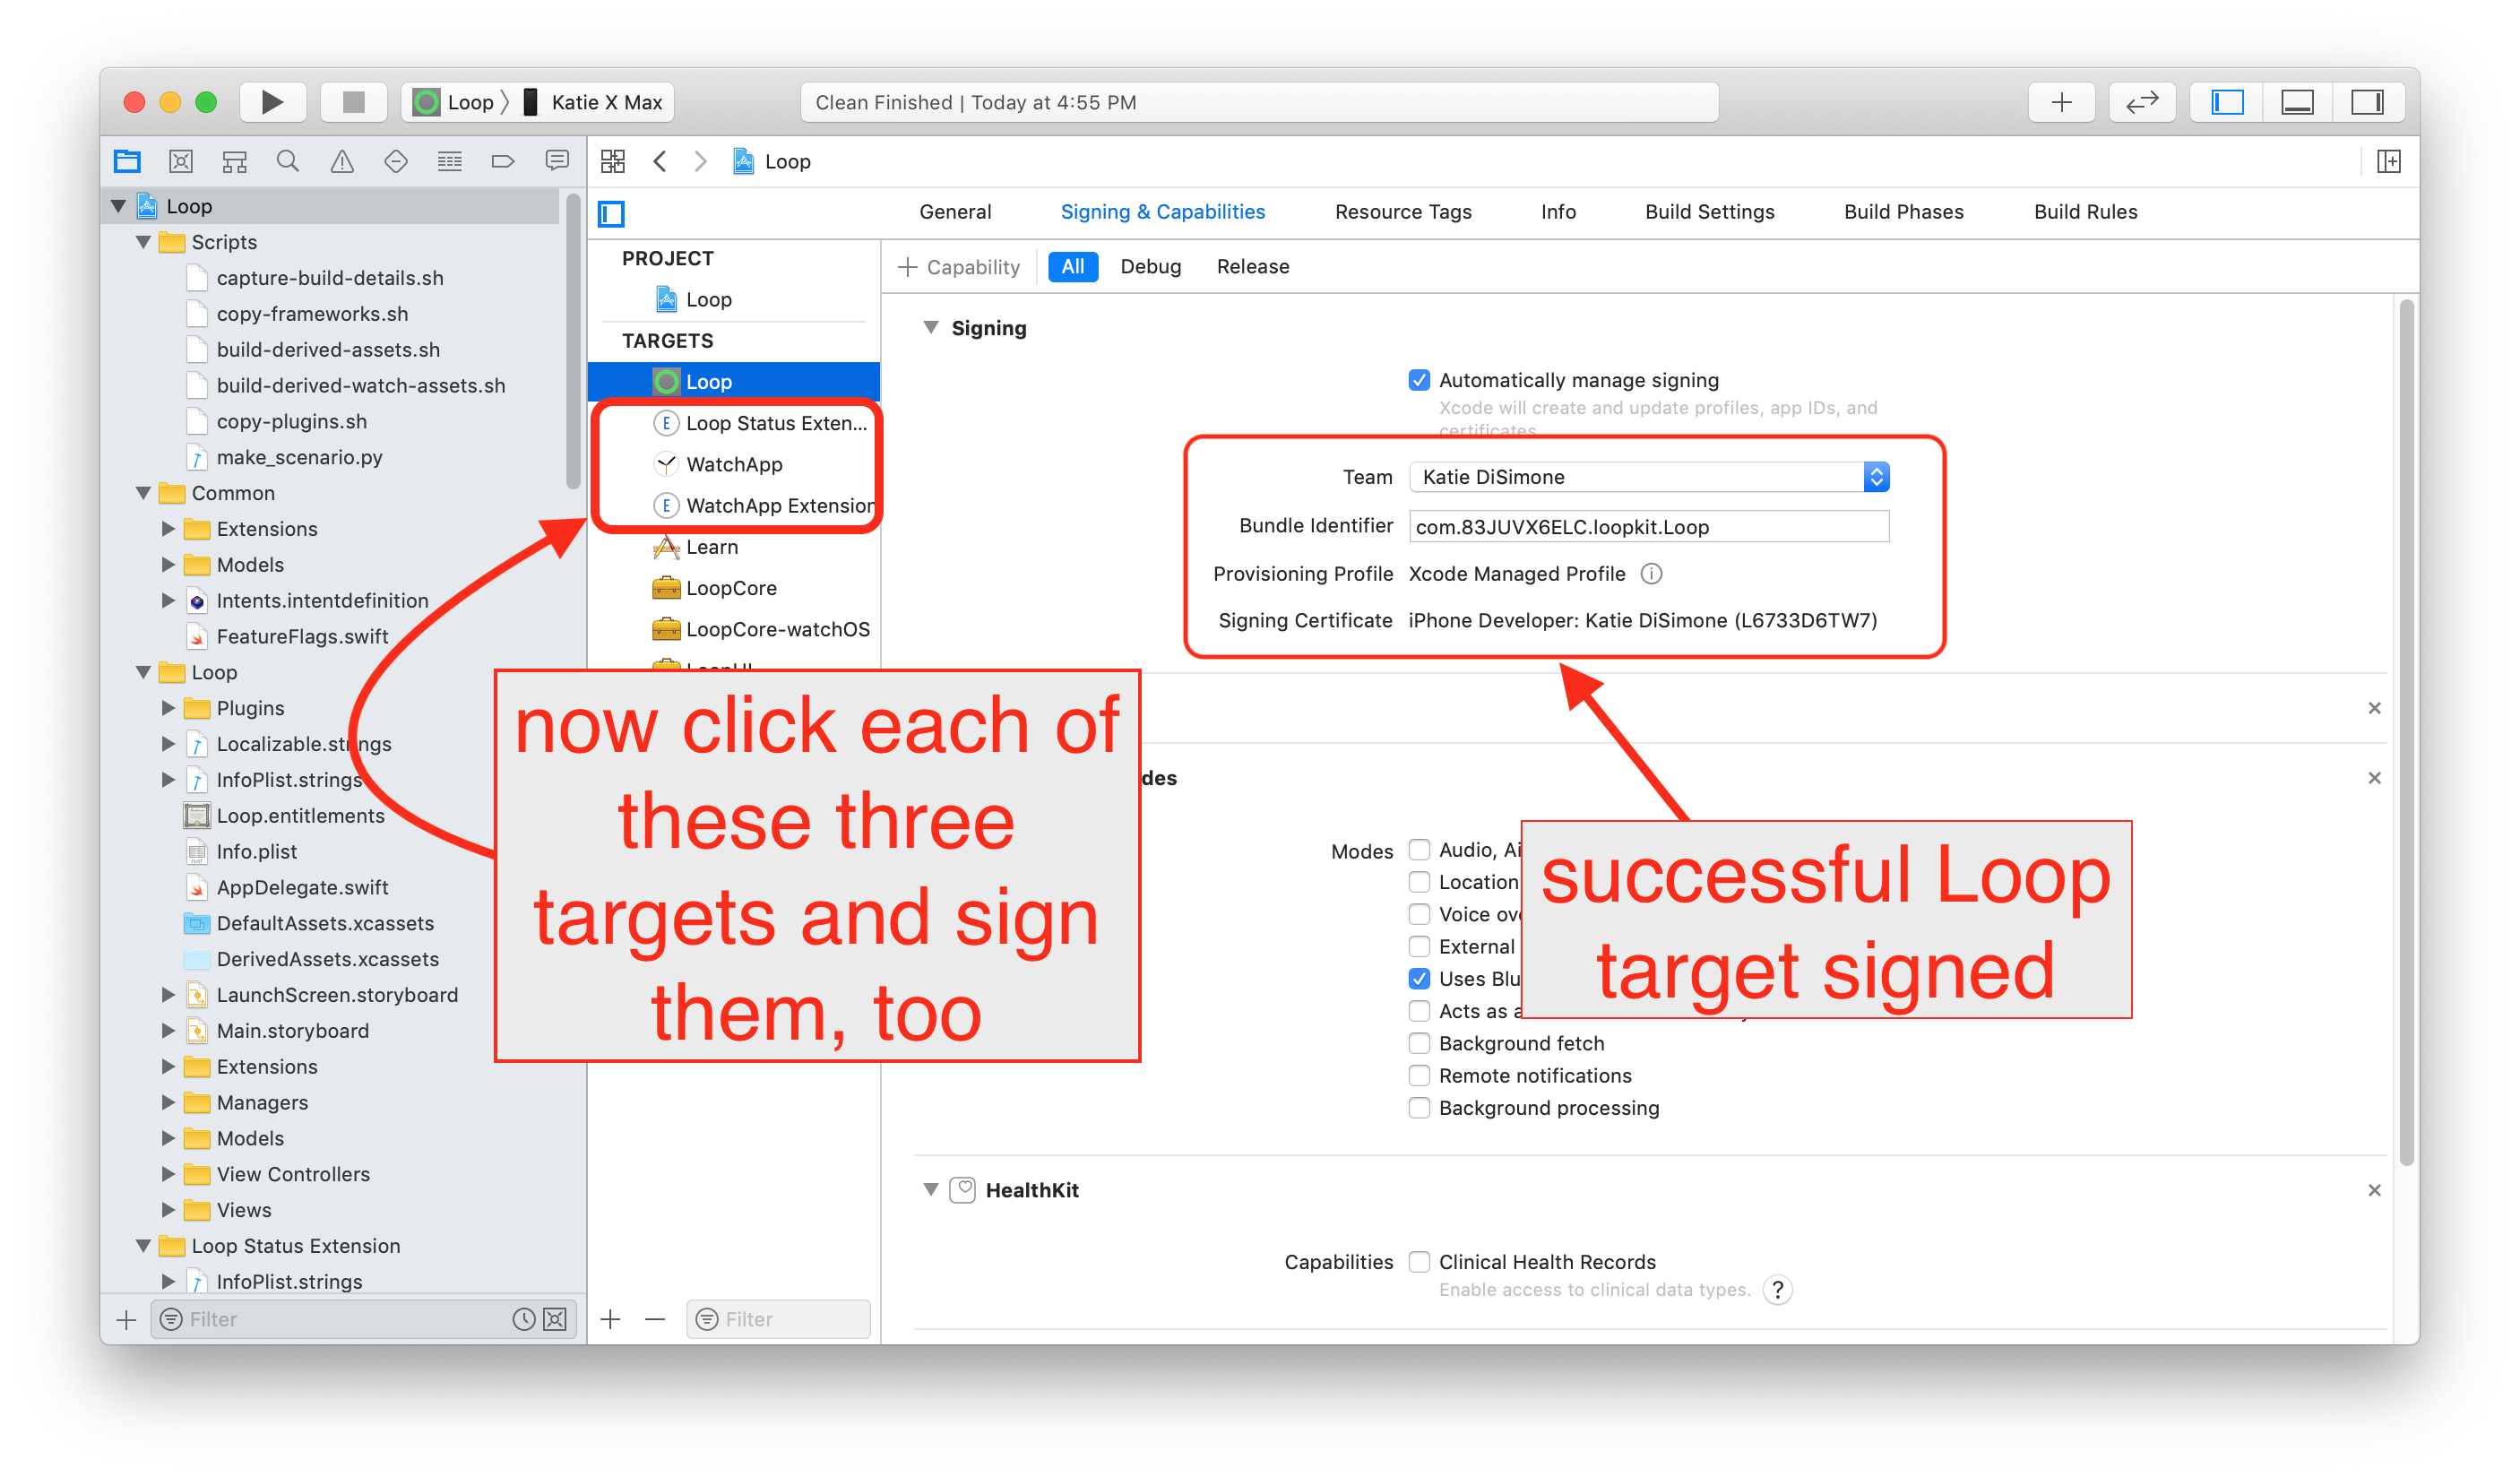 Loop
Katie X Max
Clean Finished | Today at 4:55 PM
Loop
Loop
General
Signing & Capabilities
Resource Tags
Info
Build Settings
Build Phases
Build Rules
Scripts
capture-build-details.sh
copy-frameworks.sh
build-derived-assets.sh
build-derived-watch-assets.sh
copy-plugins.sh
make_scenario.py
Common
Extensions
Models
Intents.intentdefinition
FeatureFlags.swift
Loop
Plugins
Localizable.strings
InfoPlist.strings
Loop.entitlements
Info.plist
AppDelegate.swift
DefaultAssets.xcassets
DerivedAssets.xcassets
LaunchScreen.storyboard
Main.storyboard
Extensions
Managers
Models
View Controllers
Views
Loop Status Extension
InfoPlist.strings
Filter
PROJECT
Loop
TARGETS
Loop
E Loop Status Exten...
WatchApp
E WatchApp Extension
Learn
LoopCore
LoopCore-watchOS
Filter
now click each of
these three
targets and sign
them, too
Capability
All
Debug
Release
Signing
Automatically manage signing
Xcode will create and update profiles, app IDs, and
certificates.
Team
Katie DiSimone
Bundle Identifier
com.83JUVX6ELC.loopkit.Loop
Provisioning Profile
Xcode Managed Profile
Signing Certificate
iPhone Developer: Katie DiSimone (L6733D6TW7)
des
Modes
Audio, Ai
Location
Voice ov
External
Uses Blu
Acts as a
Background fetch
Remote notifications
Background processing
successful Loop
target signed
HealthKit
Capabilities
Clinical Health Records
Enable access to clinical data types.
?